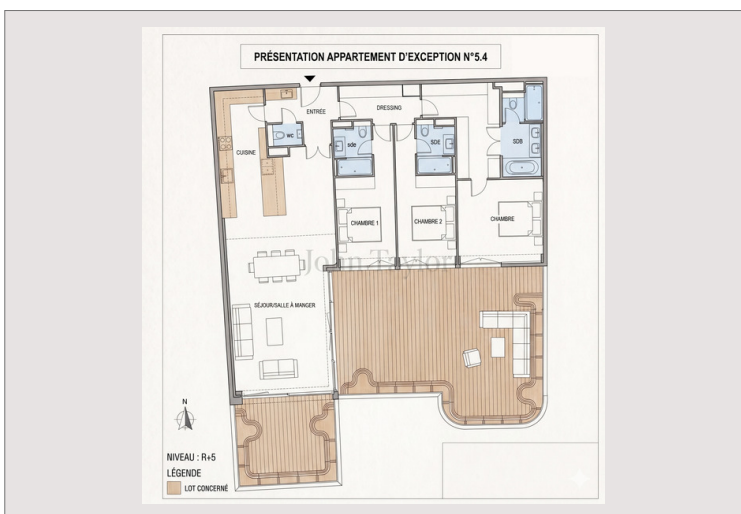 PRÉSENTATION APPARTEMENT D'EXCEPTION N°5.4
ENTRÉE
DRESSING
WC
sde
SDE
SDB
CUISINE
CHAMBRE 1
CHAMBRE 2
CHAMBRE
John Taylor
SÉJOUR/SALLE À MANGER
N
NIVEAU : R+5
LÉGENDE
LOT CONCERNÉ